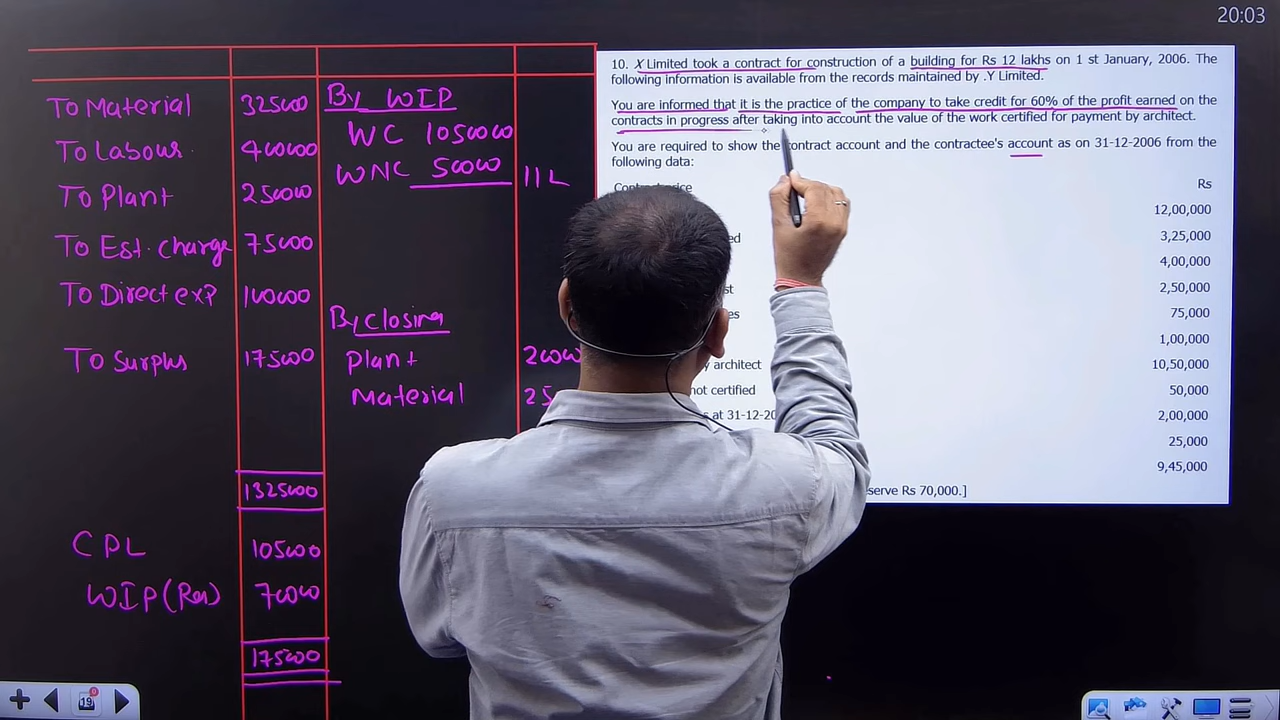 20:03
To Material 325000
To Labour 400000
To Plant 250000
To Est. charge 75000
To Direct exp 100000
To Surplus 175000
1325000
CPL 105000
WIP (Res) 70000
175000
By WIP
WC 1050000
WNC 50000 11L
By closing
Plant
Material
10. X Limited took a contract for construction of a building for Rs 12 lakhs on 1 st January, 2006. The
following information is available from the records maintained by .Y Limited.
You are informed that it is the practice of the company to take credit for 60% of the profit earned on the
contracts in progress after taking into account the value of the work certified for payment by architect.
You are required to show the contract account and the contractee's account as on 31-12-2006 from the
following data:
Contract price
Rs
12,00,000
3,25,000
4,00,000
2,50,000
75,000
1,00,000
architect 10,50,000
not certified 50,000
at 31-12- 2,00,000
25,000
9,45,000
Rs 70,000.]
19